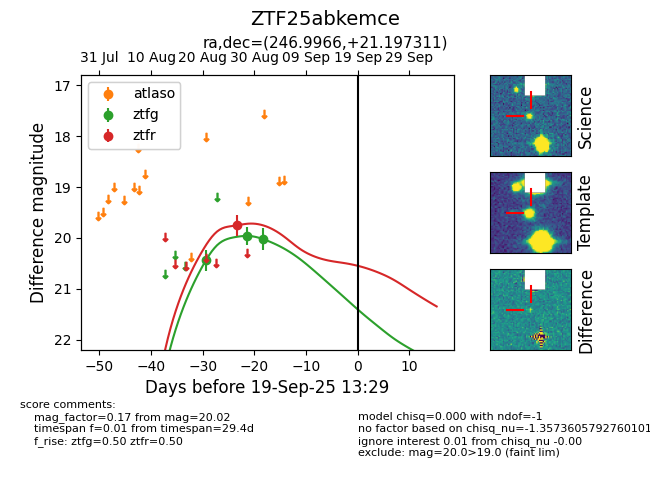 ZTF25abkemce
ra,dec=(246.9966,+21.197311)
31 Jul 10 Aug 20 Aug 30 Aug 09 Sep 19 Sep 29 Sep
atlaso
ztfg
ztfr
17
18
19
20
21
22
Difference magnitude
−50 −40 −30 −20 −10 0 10
Days before 19-Sep-25 13:29
Science
Template
Difference
score comments:
mag_factor=0.17 from mag=20.02
timespan f=0.01 from timespan=29.4d
f_rise: ztfg=0.50 ztfr=0.50
model chisq=0.000 with ndof=-1
no factor based on chisq_nu=-1.3573605792760101
ignore interest 0.01 from chisq_nu -0.00
exclude: mag=20.0>19.0 (faint lim)